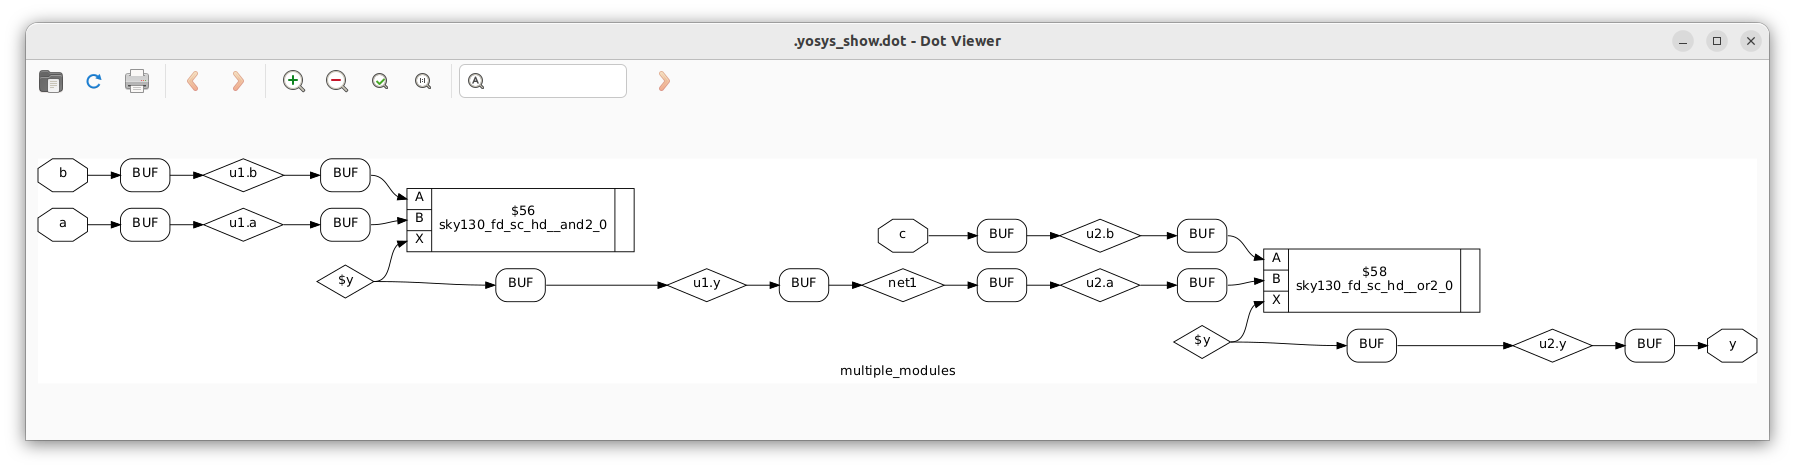 .yosys_show.dot - Dot Viewer
b BUF u1.b BUF
a BUF u1.a BUF
A
B
X
$56
sky130_fd_sc_hd__and2_0
$y BUF u1.y BUF net1 BUF u2.a BUF
c BUF u2.b BUF
A
B
X
$58
sky130_fd_sc_hd__or2_0
$y BUF u2.y BUF y
multiple_modules